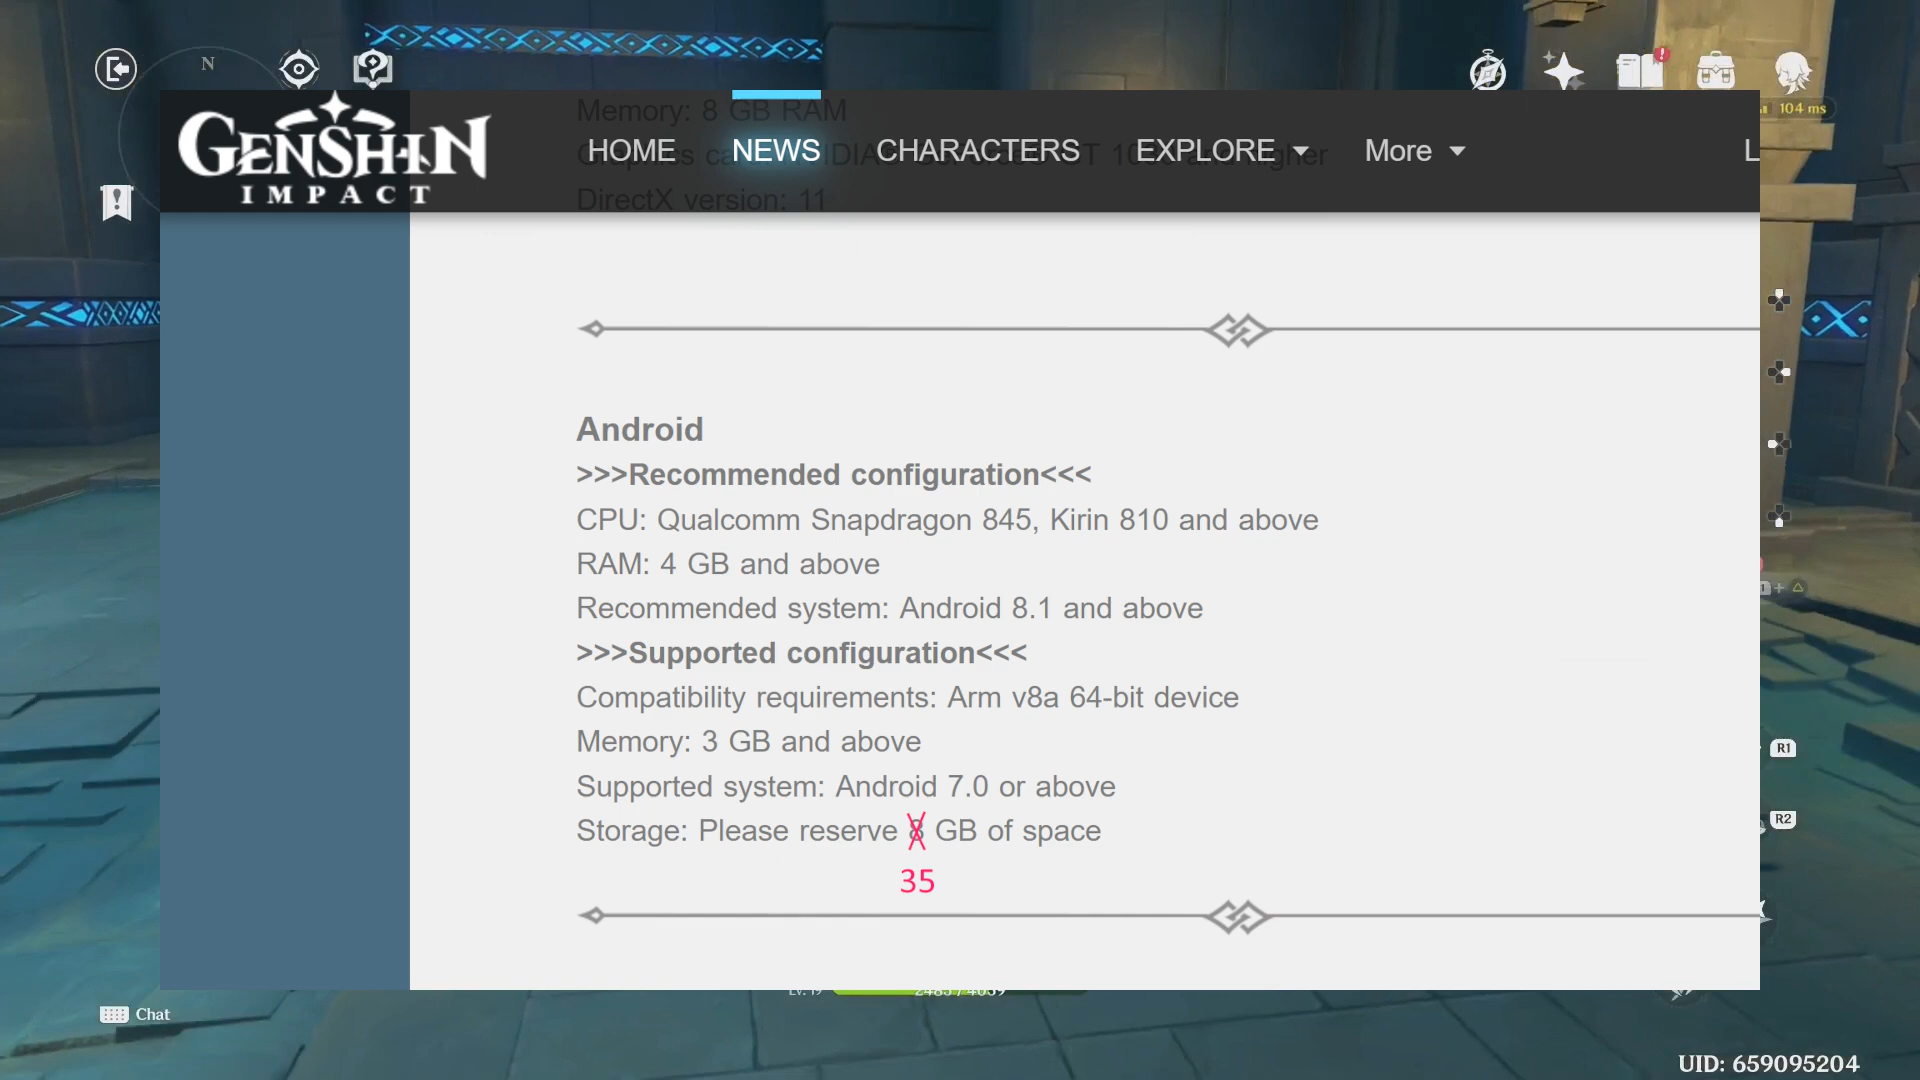 N
104 ms
GENSHIN
IMPACT
HOME
NEWS
CHARACTERS
EXPLORE
More
L
Memory: 8 GB RAM
DirectX version: 11
Android
>>>Recommended configuration<<<
CPU: Qualcomm Snapdragon 845, Kirin 810 and above
RAM: 4 GB and above
Recommended system: Android 8.1 and above
>>>Supported configuration<<<
Compatibility requirements: Arm v8a 64-bit device
Memory: 3 GB and above
Supported system: Android 7.0 or above
Storage: Please reserve 8 GB of space
35
R1
R2
Chat
UID: 659095204